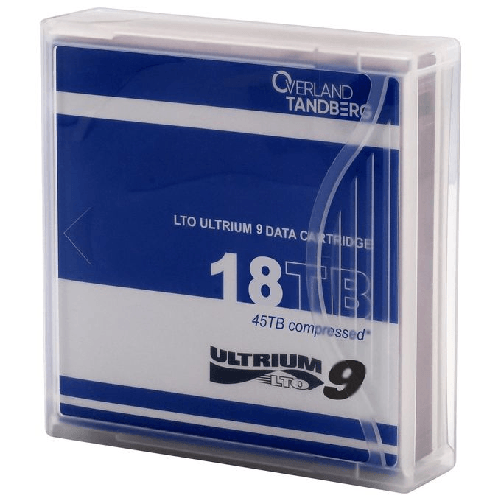 OVERLAND
TANDBERG
LTO ULTRIUM 9 DATA CARTRIDGE
18TB
45TB compressed*
ULTRIUM
LTO 9